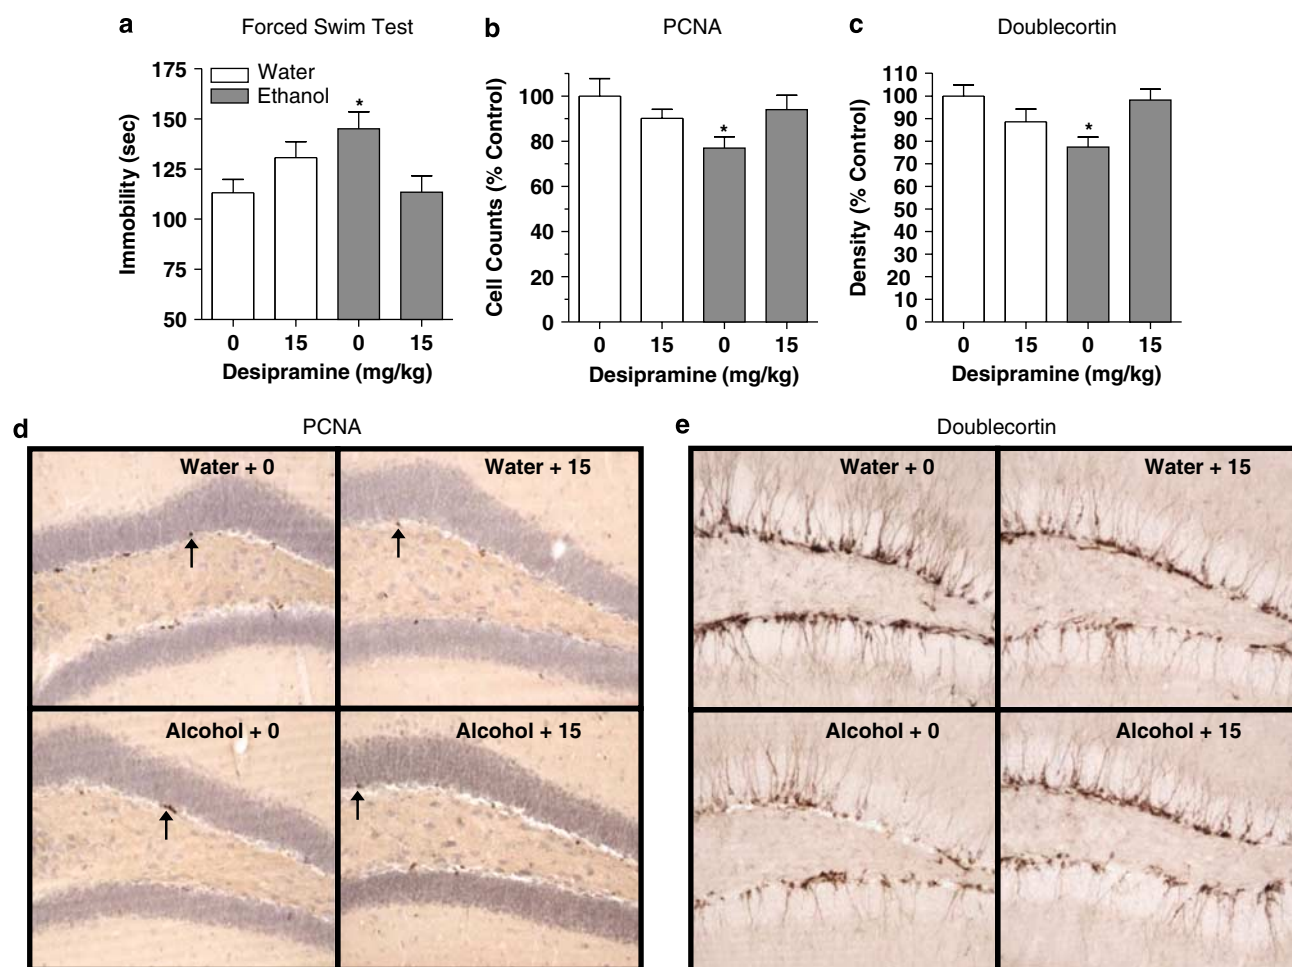 a Forced Swim Test
175
150
125
100
75
50
Immobility (sec)
Water
Ethanol
*
0 15 0 15
Desipramine (mg/kg)
b PCNA
100
80
60
40
20
0
Cell Counts (% Control)
*
0 15 0 15
Desipramine (mg/kg)
c Doublecortin
110
100
90
80
70
60
50
40
30
20
10
0
Density (% Control)
*
0 15 0 15
Desipramine (mg/kg)
d PCNA
Water + 0
Water + 15
Alcohol + 0
Alcohol + 15
e Doublecortin
Water + 0
Water + 15
Alcohol + 0
Alcohol + 15